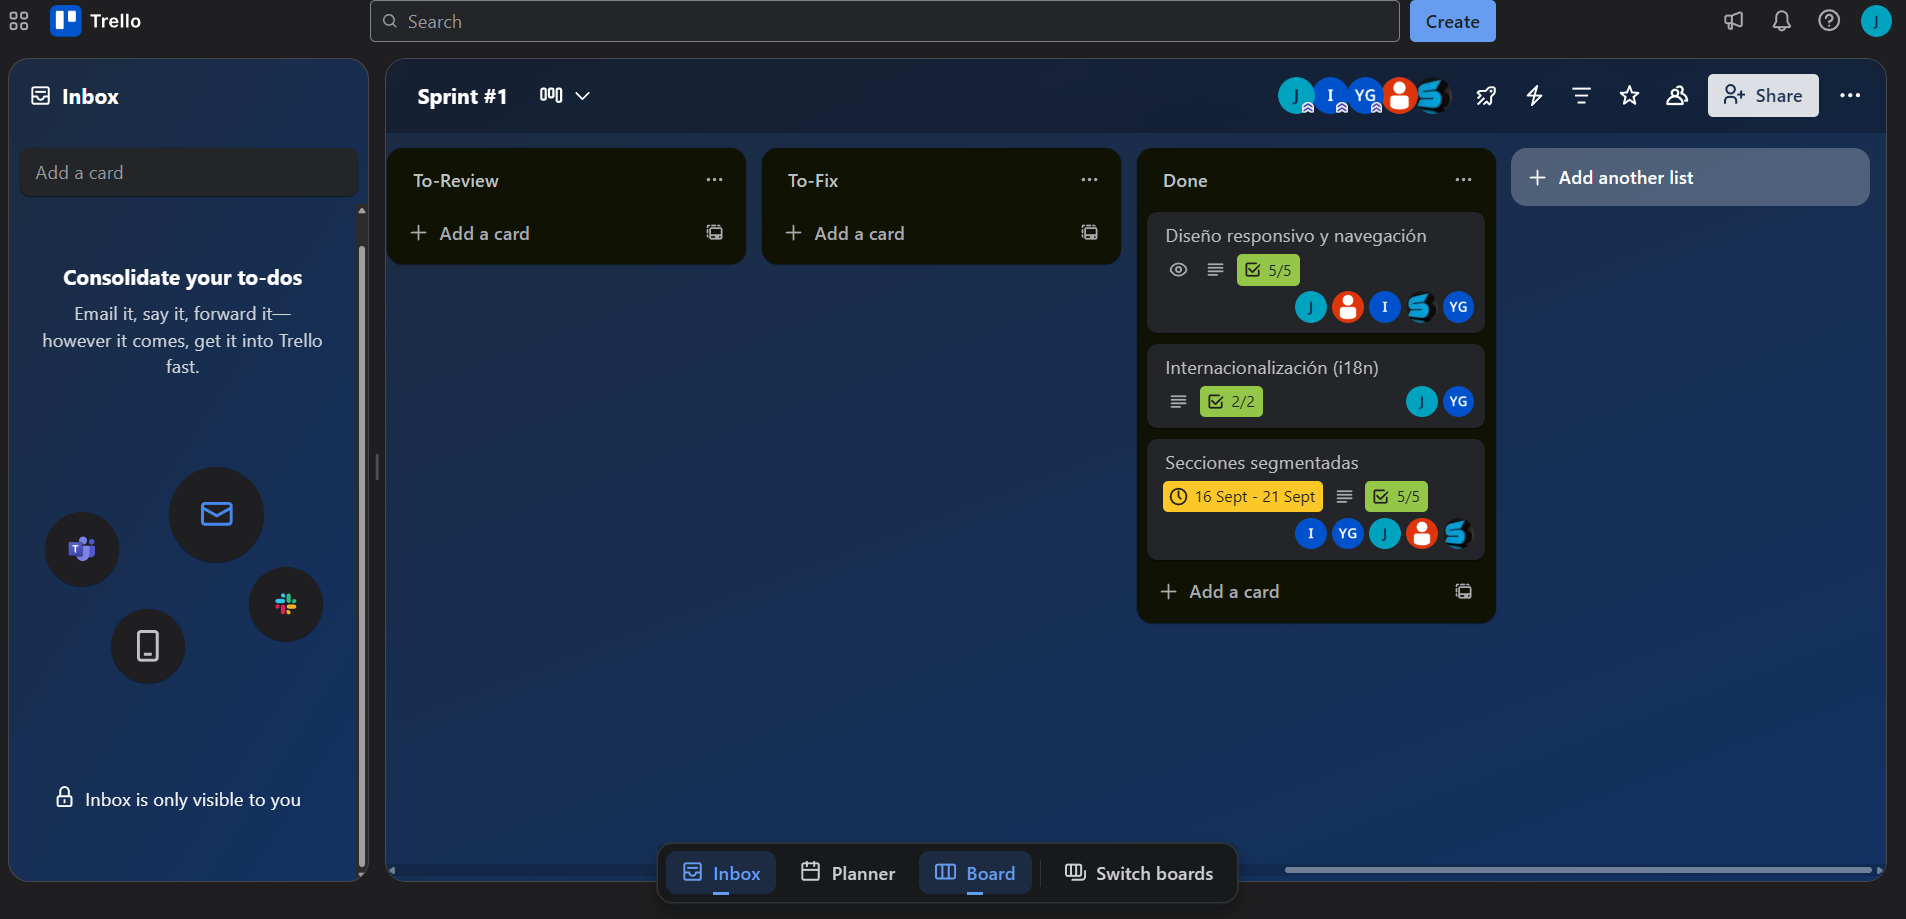 Trello
Search
Create
J
Inbox
Add a card
Consolidate your to-dos
Email it, say it, forward it—
however it comes, get it into Trello
fast.
T
Inbox is only visible to you
Sprint #1
J I YG
Share
To-Review
Add a card
To-Fix
Add a card
Done
Diseño responsivo y navegación
5/5
J I YG
Internacionalización (i18n)
2/2
J YG
Secciones segmentadas
16 Sept - 21 Sept
5/5
I YG J
Add a card
Add another list
Inbox
Planner
Board
Switch boards